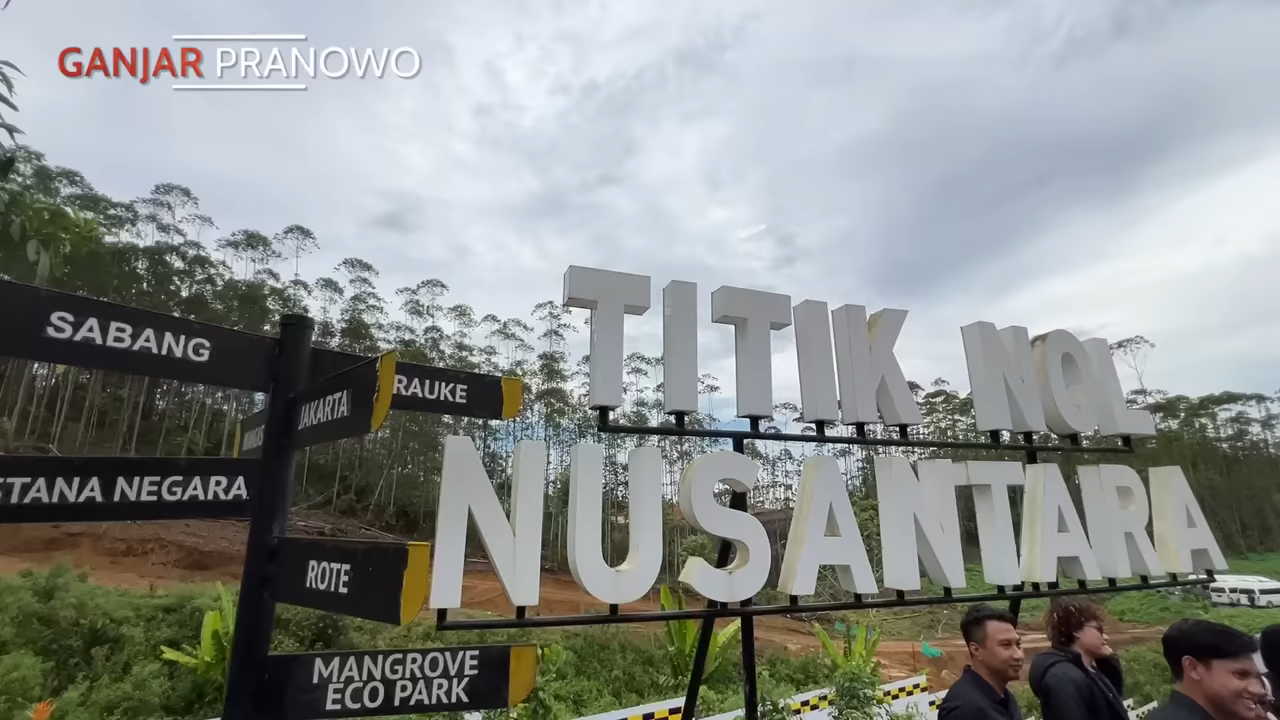 GANJAR PRANOWO
TITIK NOL
NUSANTARA
SABANG
RAUKE
JAKARTA
STANA NEGARA
ROTE
MANGROVE
ECO PARK